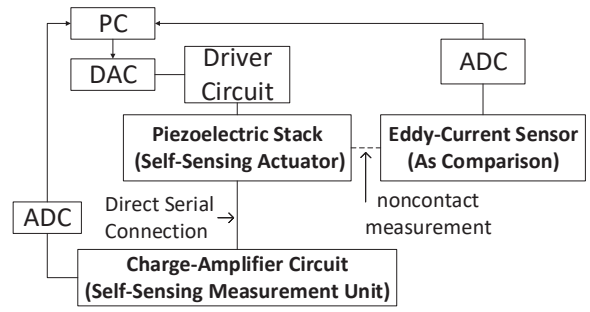 PC
DAC
Driver
Circuit
ADC
Piezoelectric Stack
(Self-Sensing Actuator)
Eddy-Current Sensor
(As Comparison)
Direct Serial
Connection
noncontact
measurement
ADC
Charge-Amplifier Circuit
(Self-Sensing Measurement Unit)